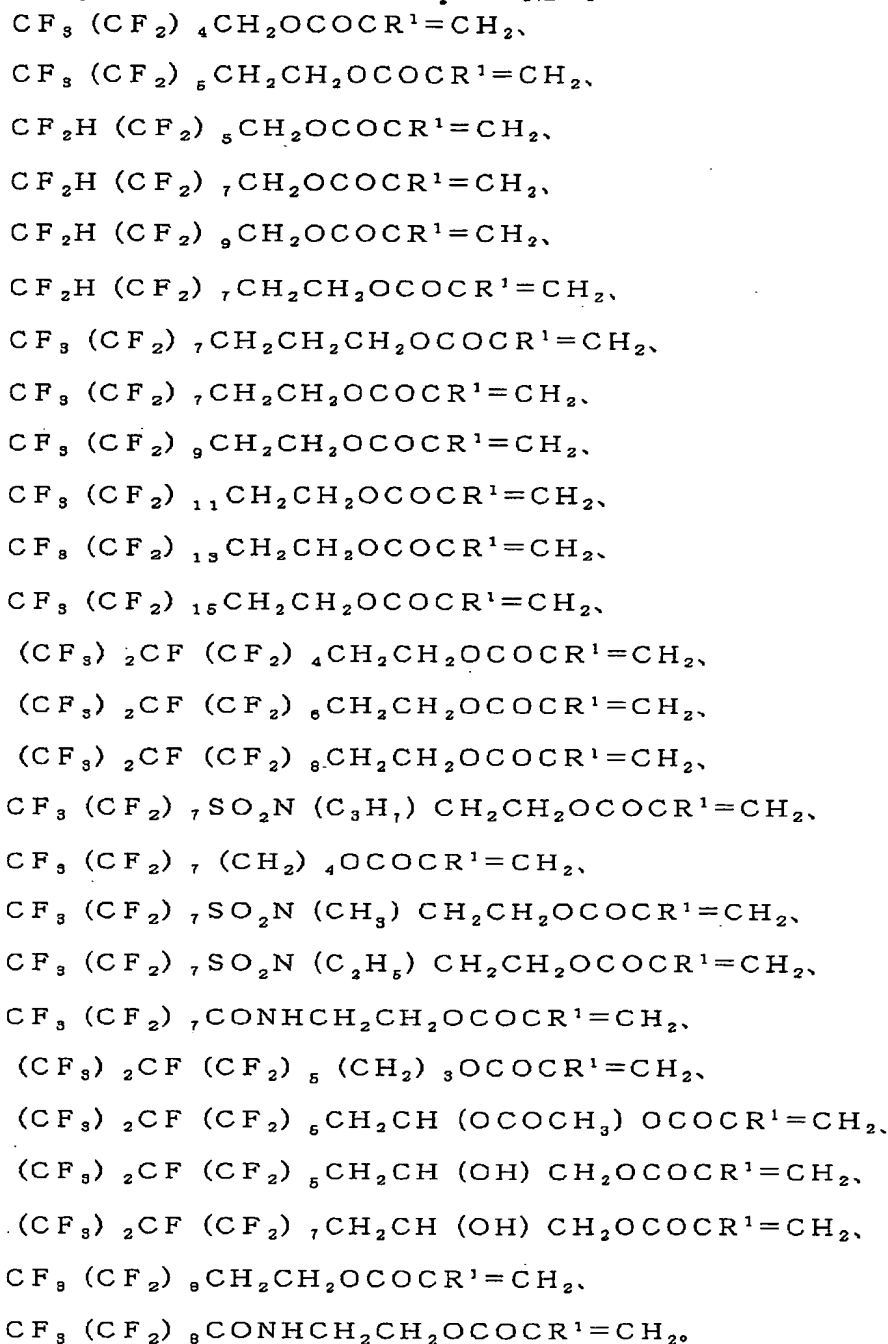 CF₃ (CF₂) ₄CH₂OCOCR¹=CH₂、
CF₃ (CF₂) ₅CH₂CH₂OCOCR¹=CH₂、
CF₂H (CF₂) ₅CH₂OCOCR¹=CH₂、
CF₂H (CF₂) ₇CH₂OCOCR¹=CH₂、
CF₂H (CF₂) ₉CH₂OCOCR¹=CH₂、
CF₂H (CF₂) ₇CH₂CH₂OCOCR¹=CH₂、
CF₃ (CF₂) ₇CH₂CH₂CH₂OCOCR¹=CH₂、
CF₃ (CF₂) ₇CH₂CH₂OCOCR¹=CH₂、
CF₃ (CF₂) ₉CH₂CH₂OCOCR¹=CH₂、
CF₃ (CF₂) ₁₁CH₂CH₂OCOCR¹=CH₂、
CF₃ (CF₂) ₁₃CH₂CH₂OCOCR¹=CH₂、
CF₃ (CF₂) ₁₅CH₂CH₂OCOCR¹=CH₂、
(CF₃) ₂CF (CF₂) ₄CH₂CH₂OCOCR¹=CH₂、
(CF₃) ₂CF (CF₂) ₆CH₂CH₂OCOCR¹=CH₂、
(CF₃) ₂CF (CF₂) ₈CH₂CH₂OCOCR¹=CH₂、
CF₃ (CF₂) ₇SO₂N (C₃H₇) CH₂CH₂OCOCR¹=CH₂、
CF₃ (CF₂) ₇ (CH₂) ₄OCOCR¹=CH₂、
CF₃ (CF₂) ₇SO₂N (CH₃) CH₂CH₂OCOCR¹=CH₂、
CF₃ (CF₂) ₇SO₂N (C₂H₅) CH₂CH₂OCOCR¹=CH₂、
CF₃ (CF₂) ₇CONHCH₂CH₂OCOCR¹=CH₂、
(CF₃) ₂CF (CF₂) ₅ (CH₂) ₃OCOCR¹=CH₂、
(CF₃) ₂CF (CF₂) ₅CH₂CH (OCOCH₃) OCOCR¹=CH₂、
(CF₃) ₂CF (CF₂) ₅CH₂CH (OH) CH₂OCOCR¹=CH₂、
(CF₃) ₂CF (CF₂) ₇CH₂CH (OH) CH₂OCOCR¹=CH₂、
CF₃ (CF₂) ₈CH₂CH₂OCOCR¹=CH₂、
CF₃ (CF₂) ₈CONHCH₂CH₂OCOCR¹=CH₂。